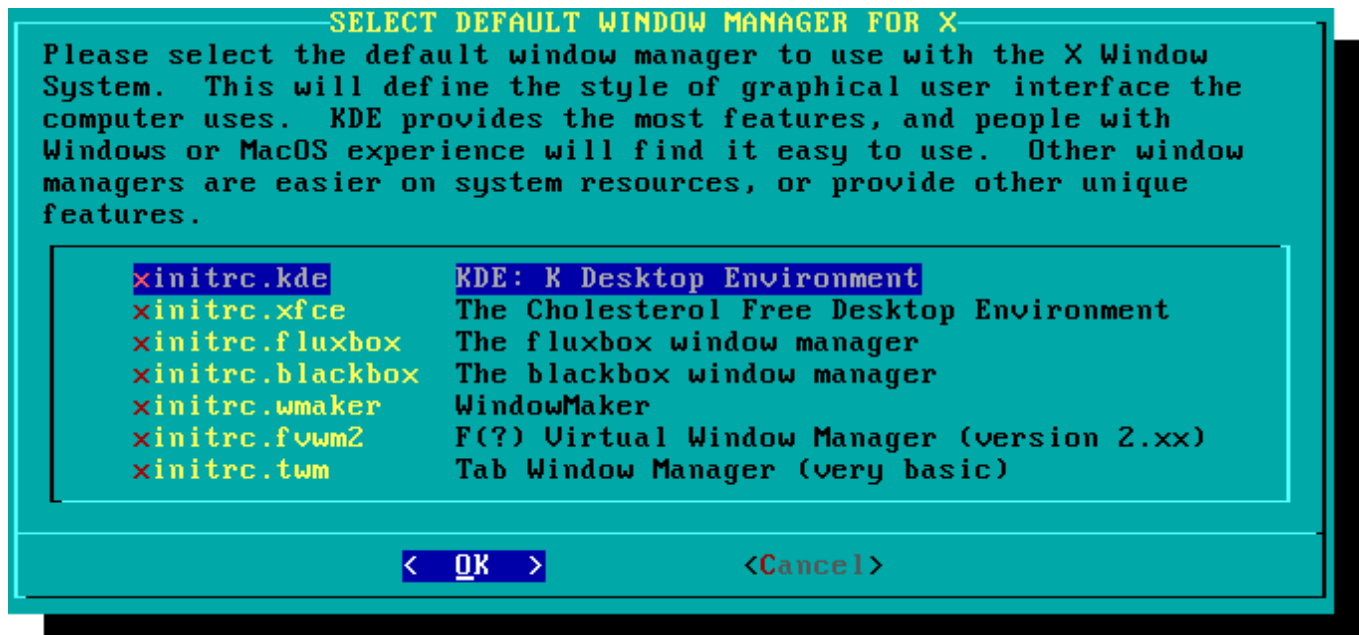 SELECT DEFAULT WINDOW MANAGER FOR X
Please select the default window manager to use with the X Window
System.  This will define the style of graphical user interface the
computer uses.  KDE provides the most features, and people with
Windows or MacOS experience will find it easy to use.  Other window
managers are easier on system resources, or provide other unique
features.
xinitrc.kde KDE: K Desktop Environment
xinitrc.xfce The Cholesterol Free Desktop Environment
xinitrc.fluxbox The fluxbox window manager
xinitrc.blackbox The blackbox window manager
xinitrc.wmaker WindowMaker
xinitrc.fvwm2 F(?) Virtual Window Manager (version 2.xx)
xinitrc.twm Tab Window Manager (very basic)
< OK > <Cancel>